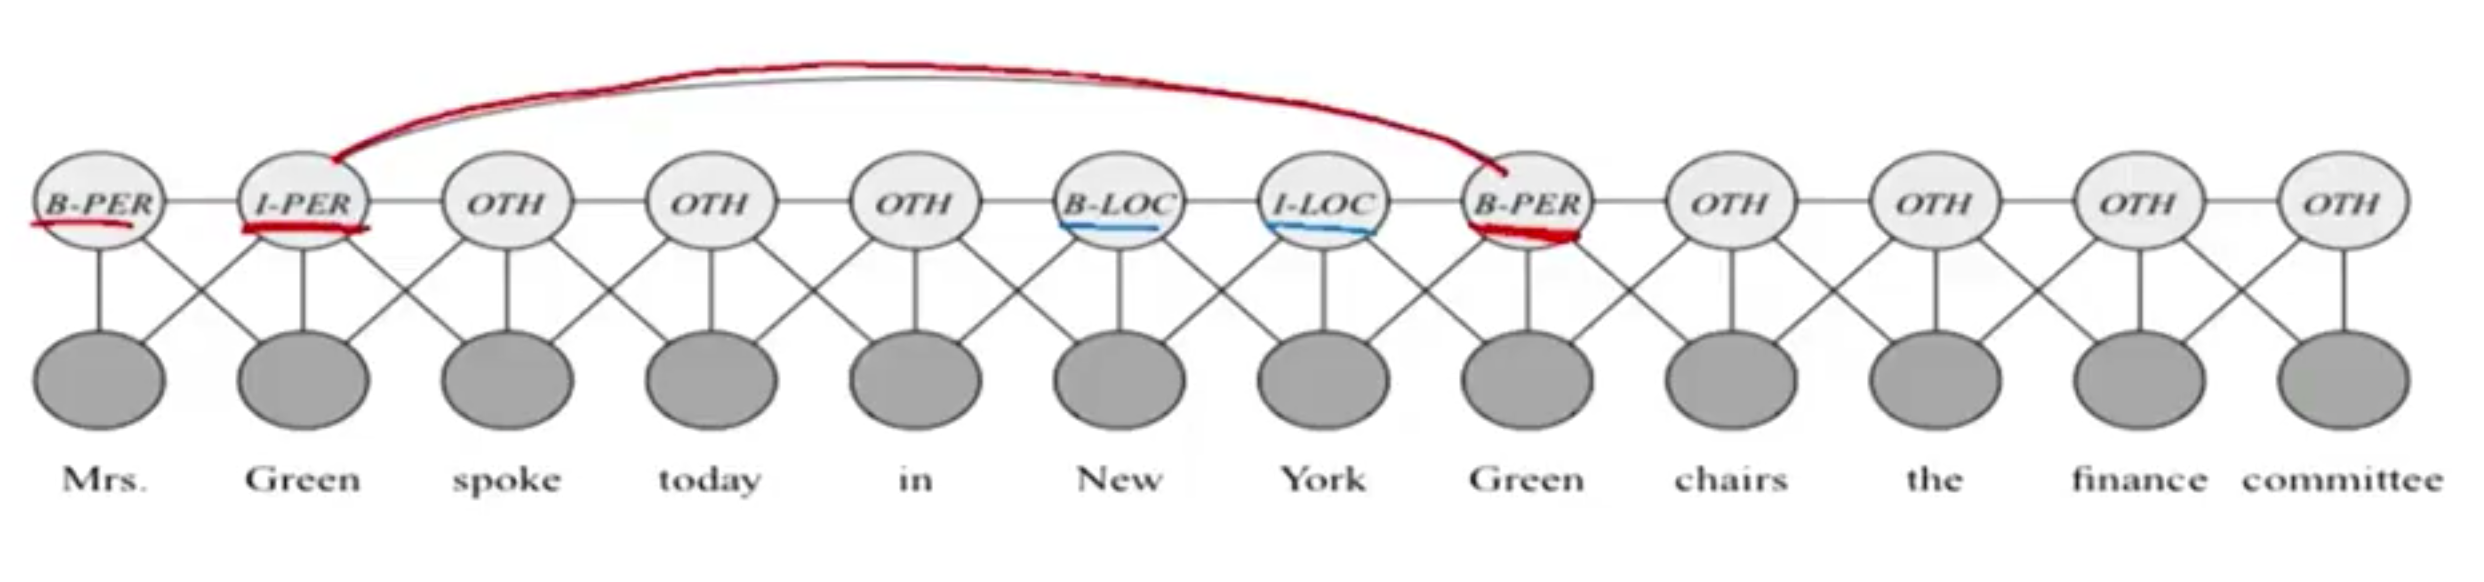 B-PER I-PER OTH OTH OTH B-LOC I-LOC B-PER OTH OTH OTH OTH
Mrs. Green spoke today in New York Green chairs the finance committee